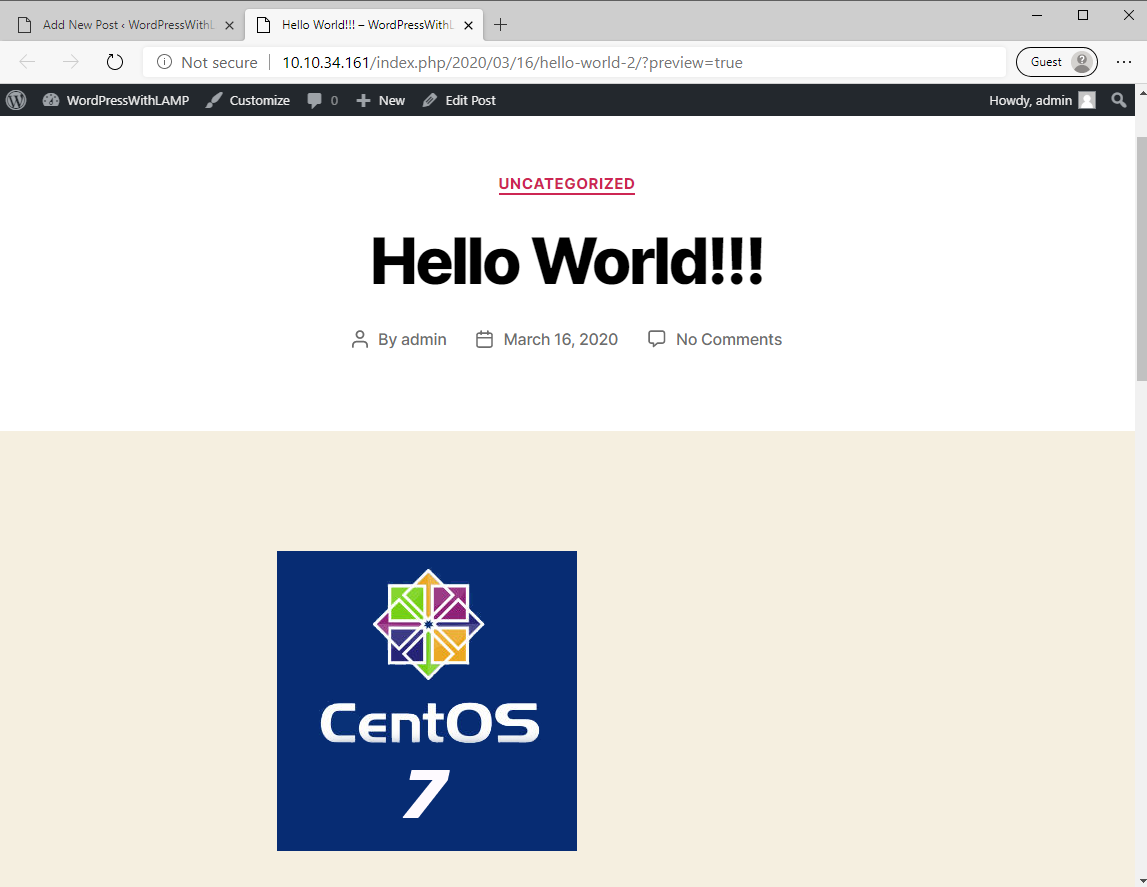 Add New Post ‹ WordPressWithL
Hello World!!! – WordPressWithL
Not secure | 10.10.34.161/index.php/2020/03/16/hello-world-2/?preview=true
Guest
WordPressWithLAMP Customize 0 New Edit Post Howdy, admin
UNCATEGORIZED
Hello World!!!
By admin March 16, 2020 No Comments
CentOS
7